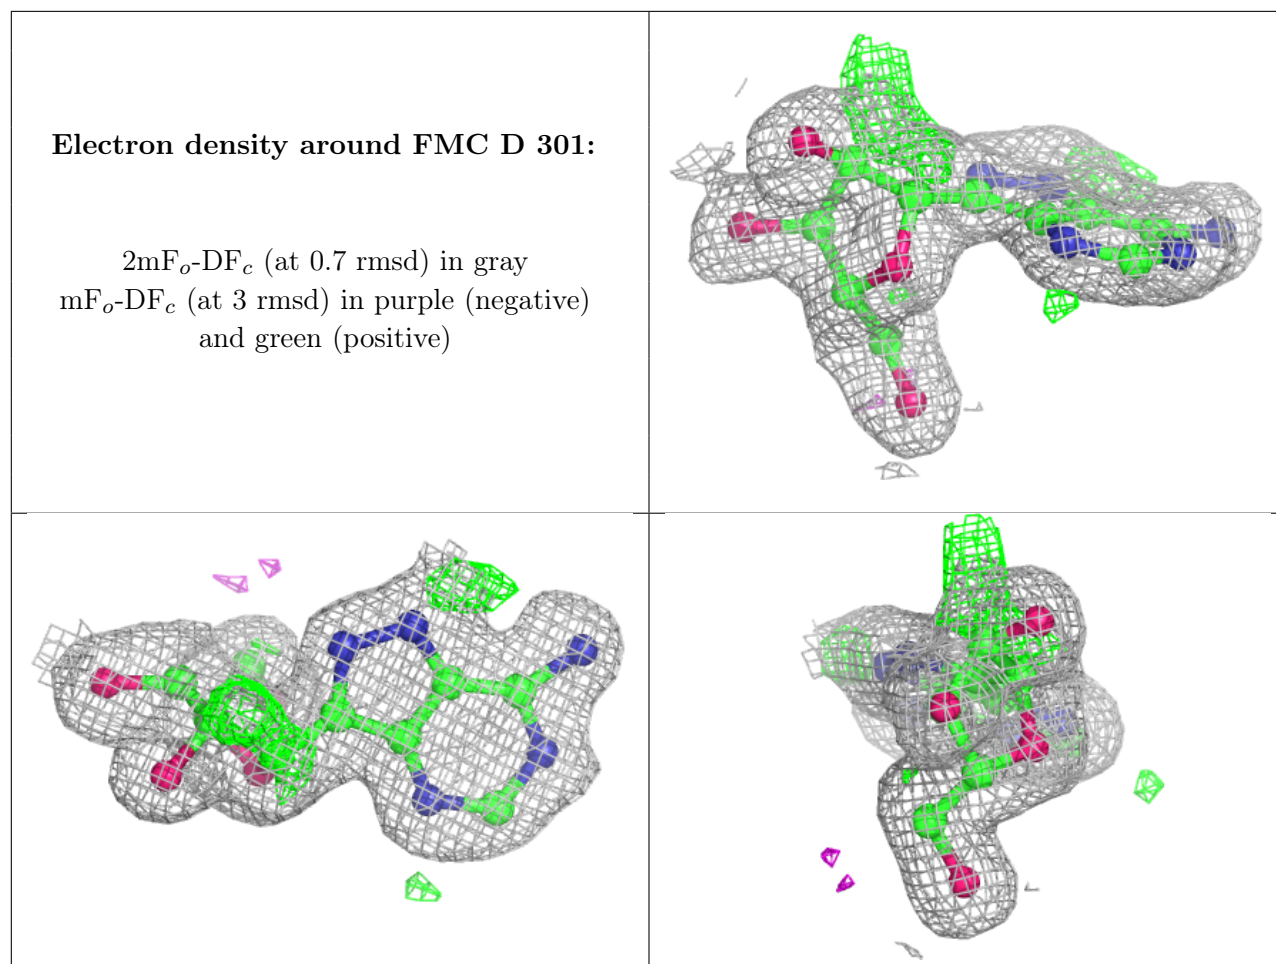 Electron density around FMC D 301:
2mFo-DFc (at 0.7 rmsd) in gray
mFo-DFc (at 3 rmsd) in purple (negative)
and green (positive)